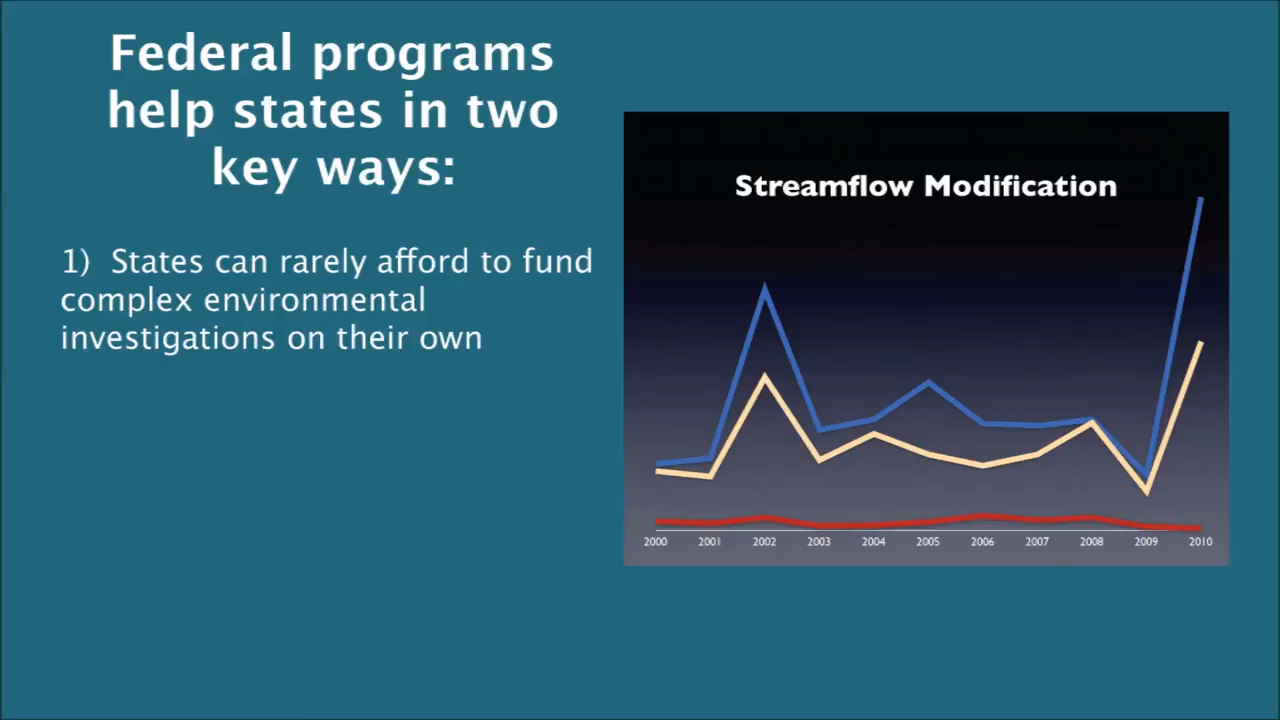 Federal programs
help states in two
key ways:
1) States can rarely afford to fund
complex environmental
investigations on their own
Streamflow Modification
2000 2001 2002 2003 2004 2005 2006 2007 2008 2009 2010